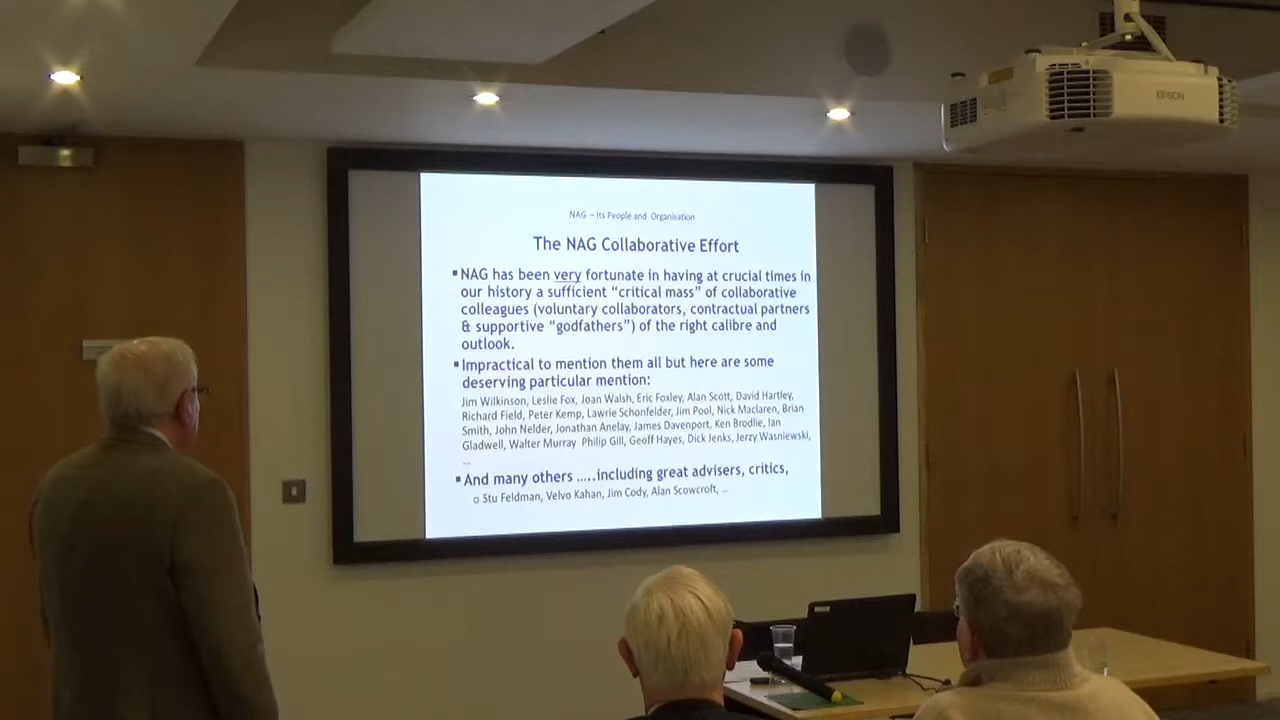 EPSON
NAG – Its People and Organisation
The NAG Collaborative Effort
▪ NAG has been very fortunate in having at crucial times in
our history a sufficient “critical mass” of collaborative
colleagues (voluntary collaborators, contractual partners
& supportive “godfathers”) of the right calibre and
outlook.
▪ Impractical to mention them all but here are some
deserving particular mention:
Jim Wilkinson, Leslie Fox, Joan Walsh, Eric Foxley, Alan Scott, David Hartley,
Richard Field, Peter Kemp, Lawrie Schonfelder, Jim Pool, Nick Maclaren, Brian
Smith, John Nelder, Jonathan Anelay, James Davenport, Ken Brodlie, Ian
Gladwell, Walter Murray Philip Gill, Geoff Hayes, Dick Jenks, Jerzy Wasniewski,
...
▪ And many others .....including great advisers, critics,
□ Stu Feldman, Velvo Kahan, Jim Cody, Alan Scowcroft, ...